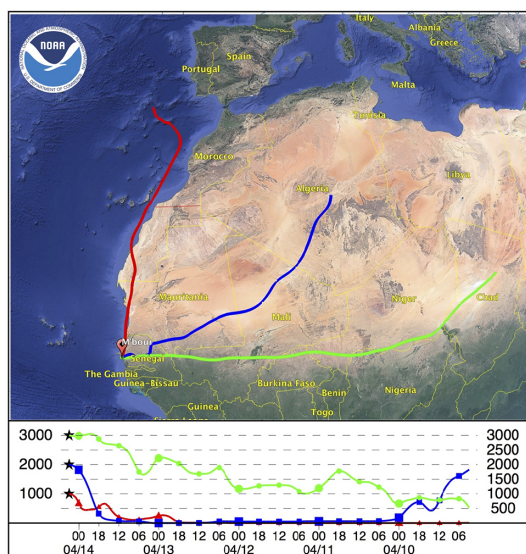 NOAA
Italy
Albania
Spain
Greece
Portugal
Malta
Tunisia
Morocco
Algeria
Libya
Mauritania
Niger
Chad
Mali
M'bour
Senegal
The Gambia
Guinea-Bissau
Burkina Faso
Benin
Nigeria
Guinea
Togo
3000 3000
2500
2000 2000
1500
1000 1000
500
00 18 12 06 00 18 12 06 00 18 12 06 00 18 12 06 00 18 12 06
04/14 04/13 04/12 04/11 04/10